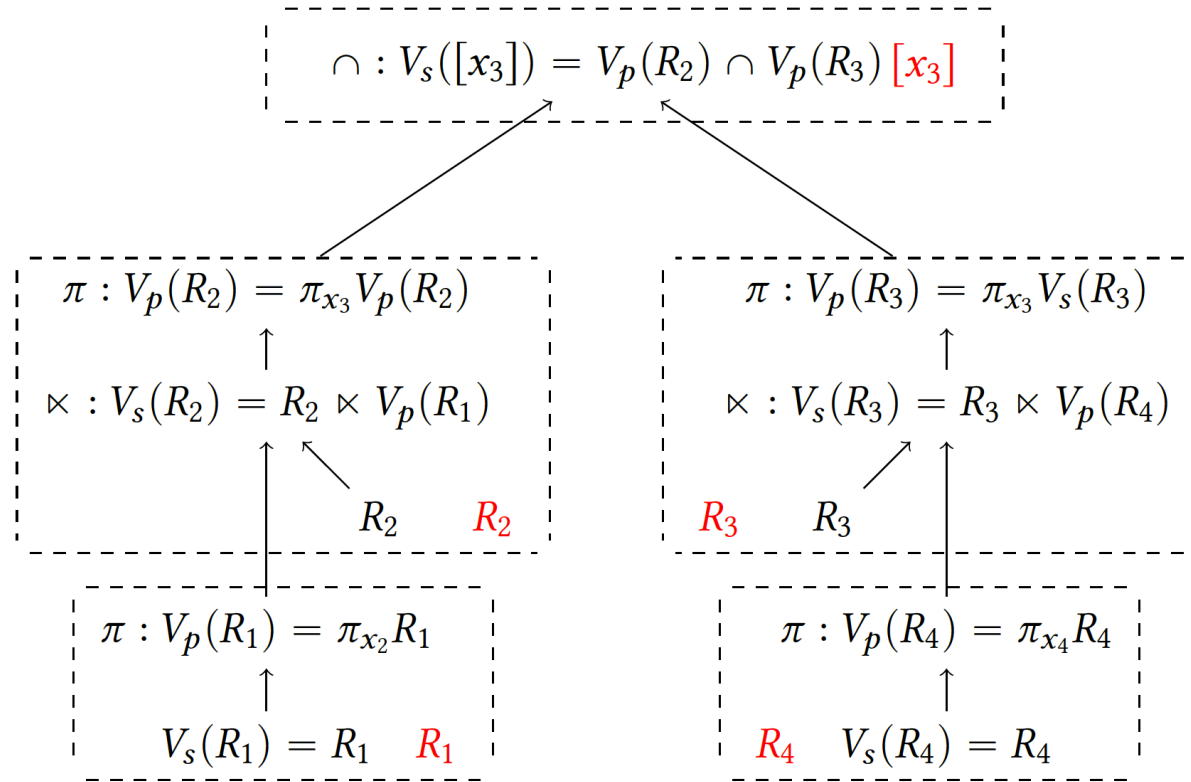 ∩ : V_s([x_3]) = V_p(R_2) ∩ V_p(R_3) [x_3]
π : V_p(R_2) = π_{x_3} V_p(R_2)
⋉ : V_s(R_2) = R_2 ⋉ V_p(R_1)
R_2 R_2
π : V_p(R_3) = π_{x_3} V_s(R_3)
⋉ : V_s(R_3) = R_3 ⋉ V_p(R_4)
R_3 R_3
π : V_p(R_1) = π_{x_2} R_1
V_s(R_1) = R_1 R_1
π : V_p(R_4) = π_{x_4} R_4
R_4 V_s(R_4) = R_4